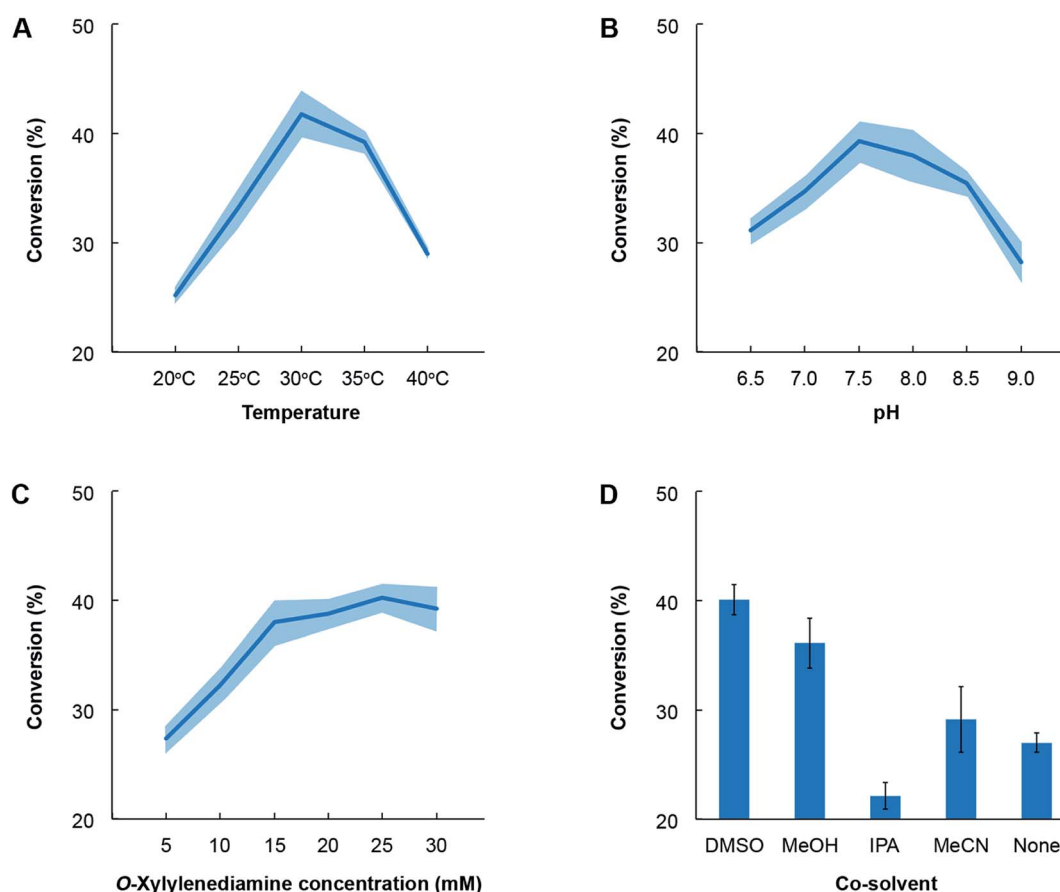 A
50
40
30
20
Conversion (%)
20°C 25°C 30°C 35°C 40°C
Temperature
B
50
40
30
20
Conversion (%)
6.5 7.0 7.5 8.0 8.5 9.0
pH
C
50
40
30
20
Conversion (%)
5 10 15 20 25 30
O-Xylylenediamine concentration (mM)
D
50
40
30
20
Conversion (%)
DMSO MeOH IPA MeCN None
Co-solvent